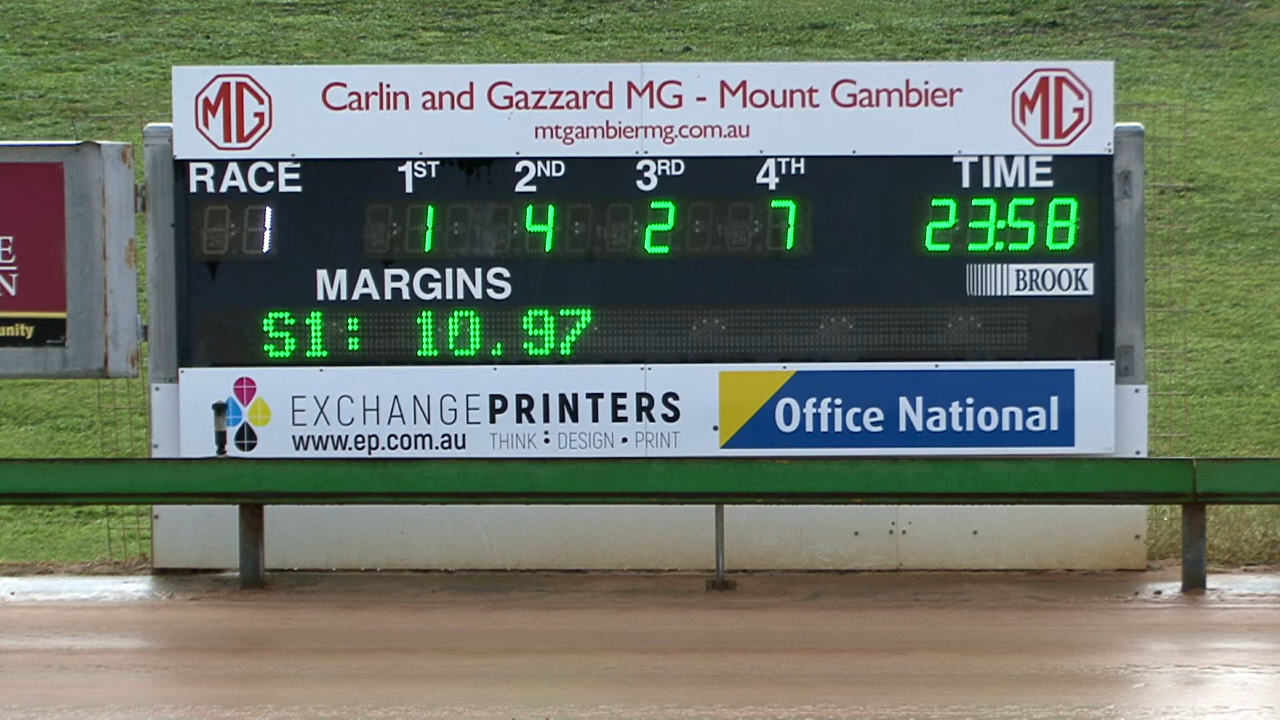 MG Carlin and Gazzard MG - Mount Gambier MG
mtgambiermg.com.au
RACE 1ST 2ND 3RD 4TH TIME
1 1 4 2 7 23:58
MARGINS
BROOK
S1: 10.97
E
N
unity
EXCHANGEPRINTERS
www.ep.com.au THINK : DESIGN • PRINT
Office National